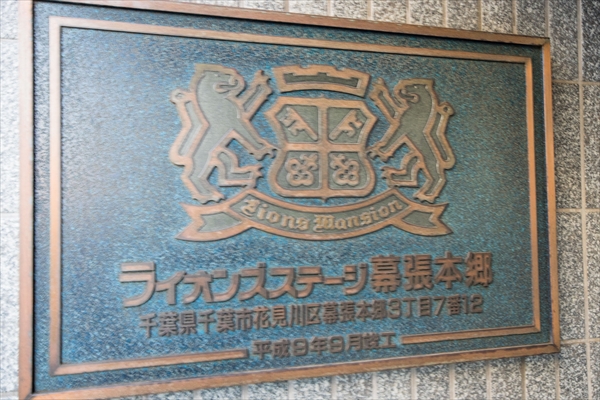 Lions Mansion
ライオンズステージ幕張本郷
千葉県千葉市花見川区幕張本郷3丁目7番12
平成9年9月竣工